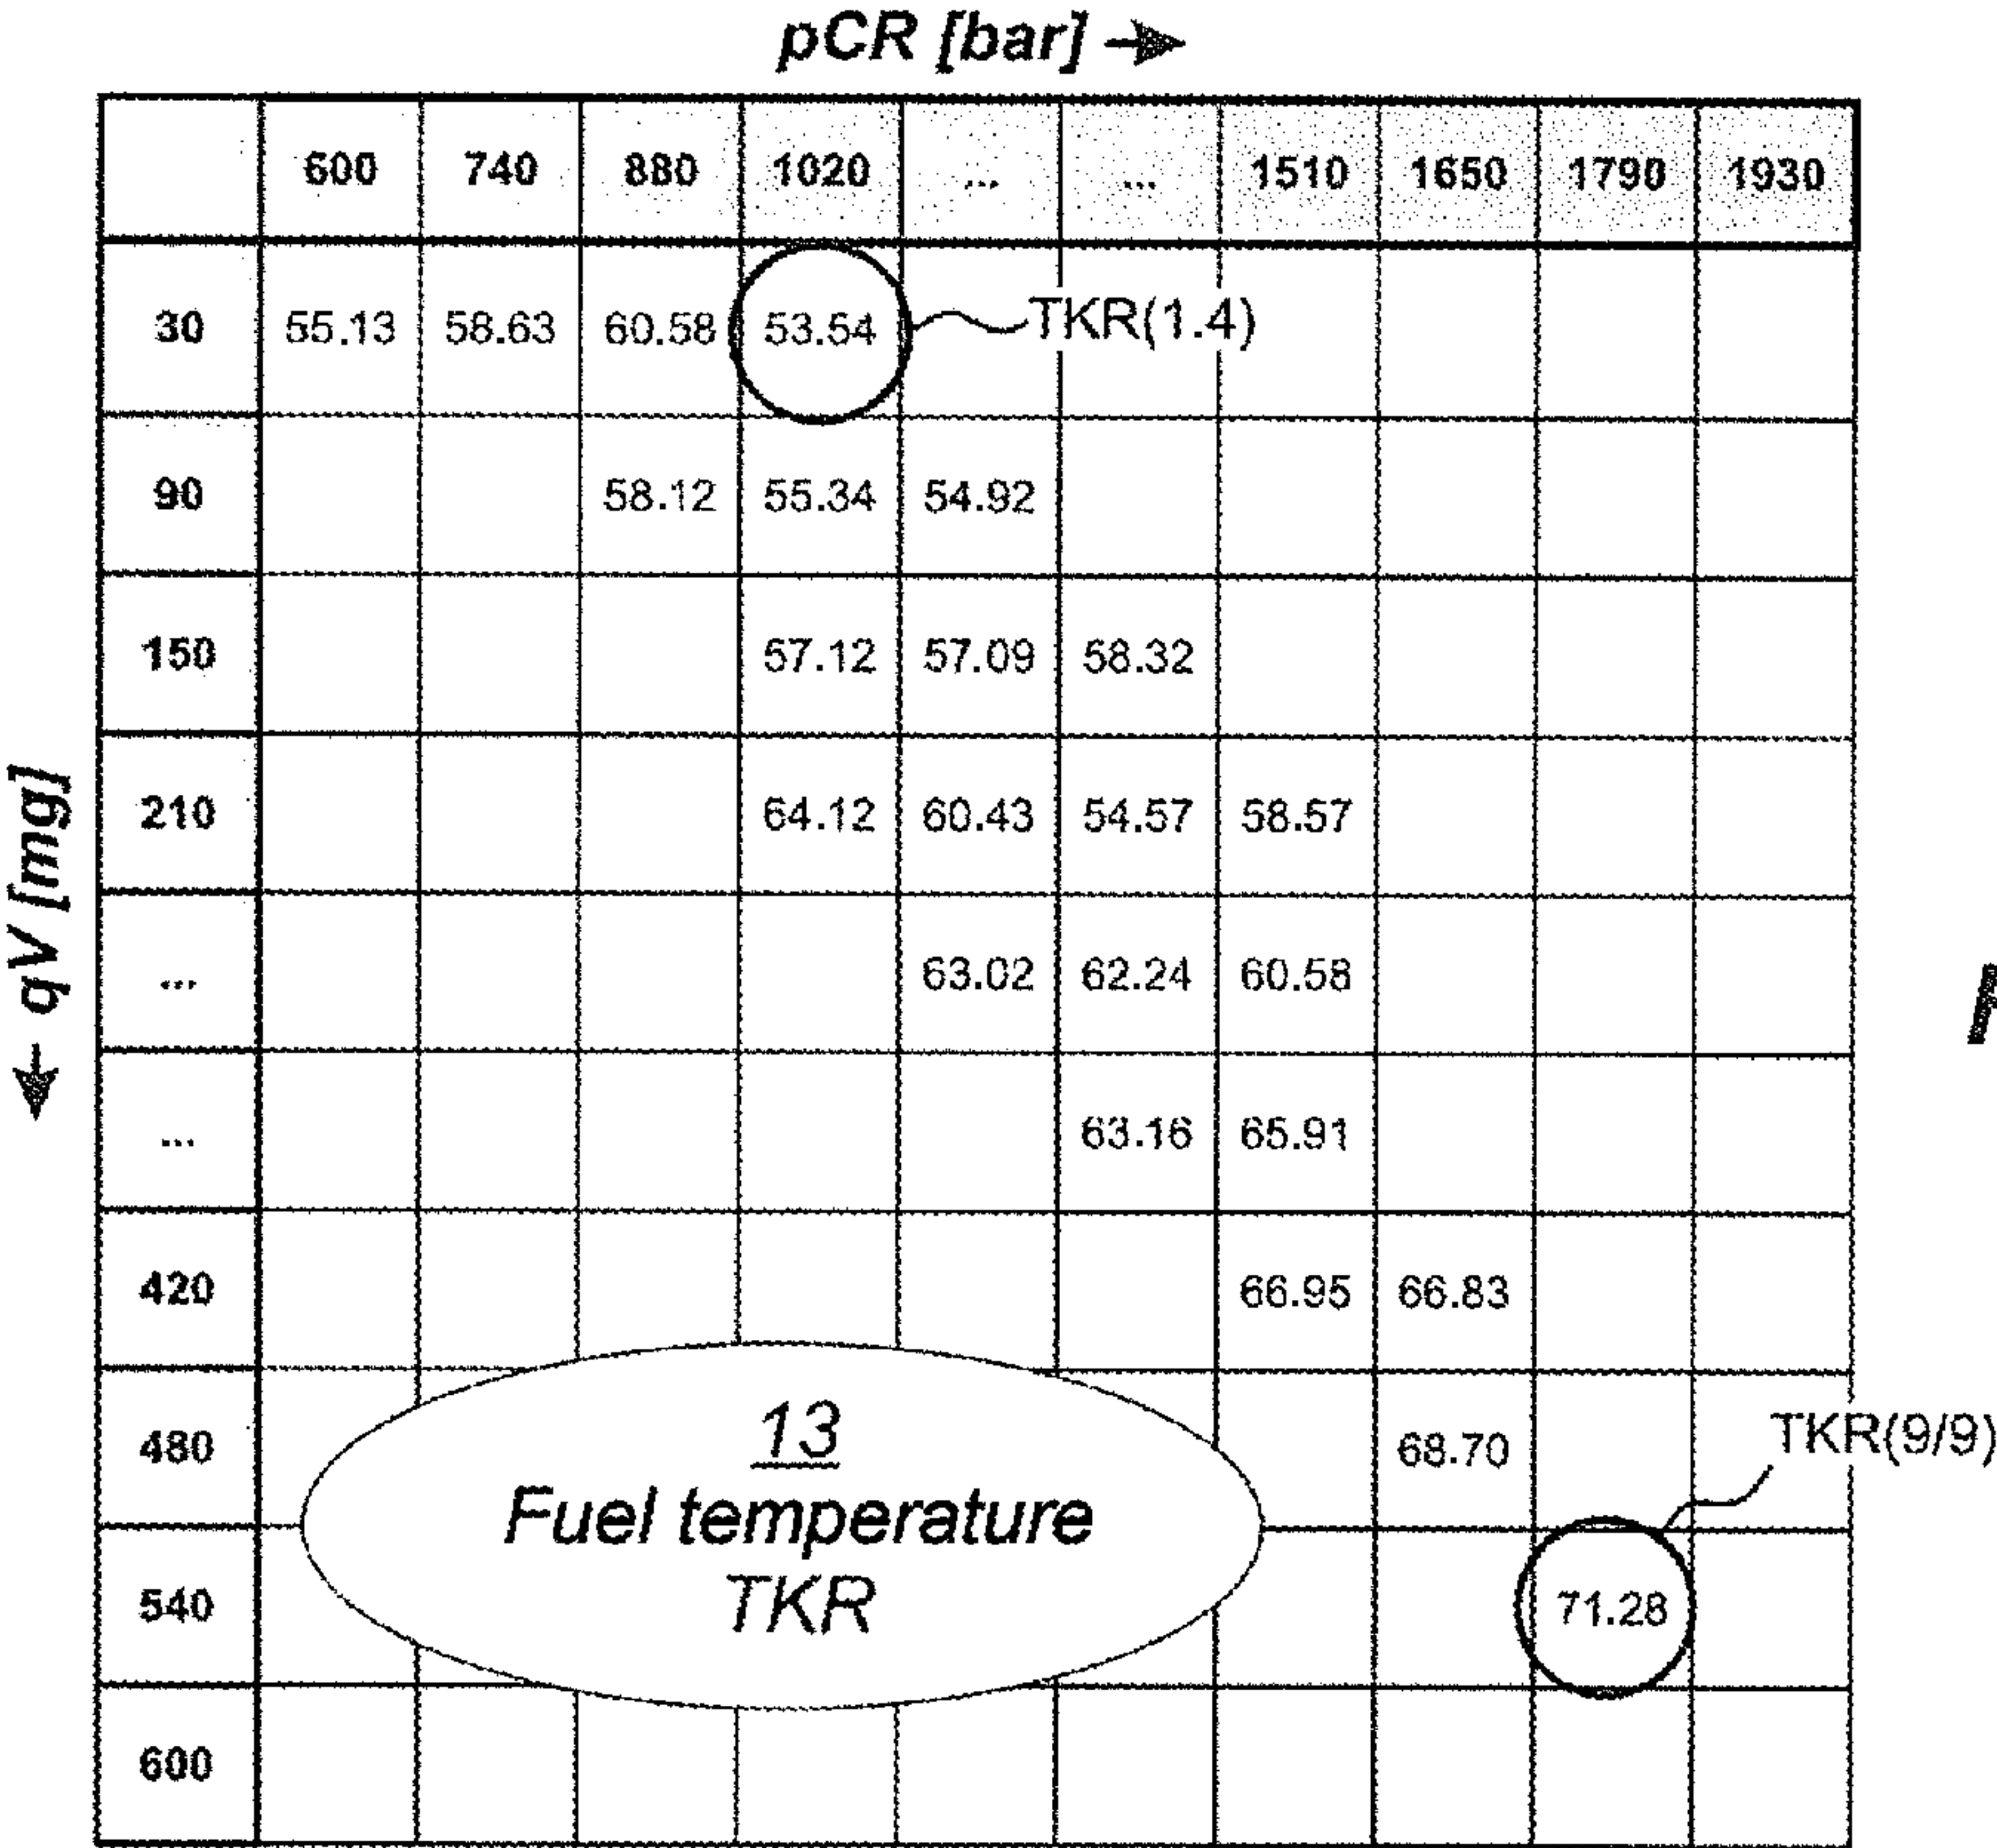 pCR [bar] →
600 740 880 1020 ... ... 1510 1650 1790 1930
30 55.13 58.63 60.58 53.54 TKR(1.4)
90 58.12 55.34 54.92
150 57.12 57.09 58.32
← qV [mg]
210 64.12 60.43 54.57 58.57
... 63.02 62.24 60.58
... 63.16 65.91
420 66.95 66.83
480 68.70 TKR(9/9)
13
Fuel temperature
TKR
540 71.28
600